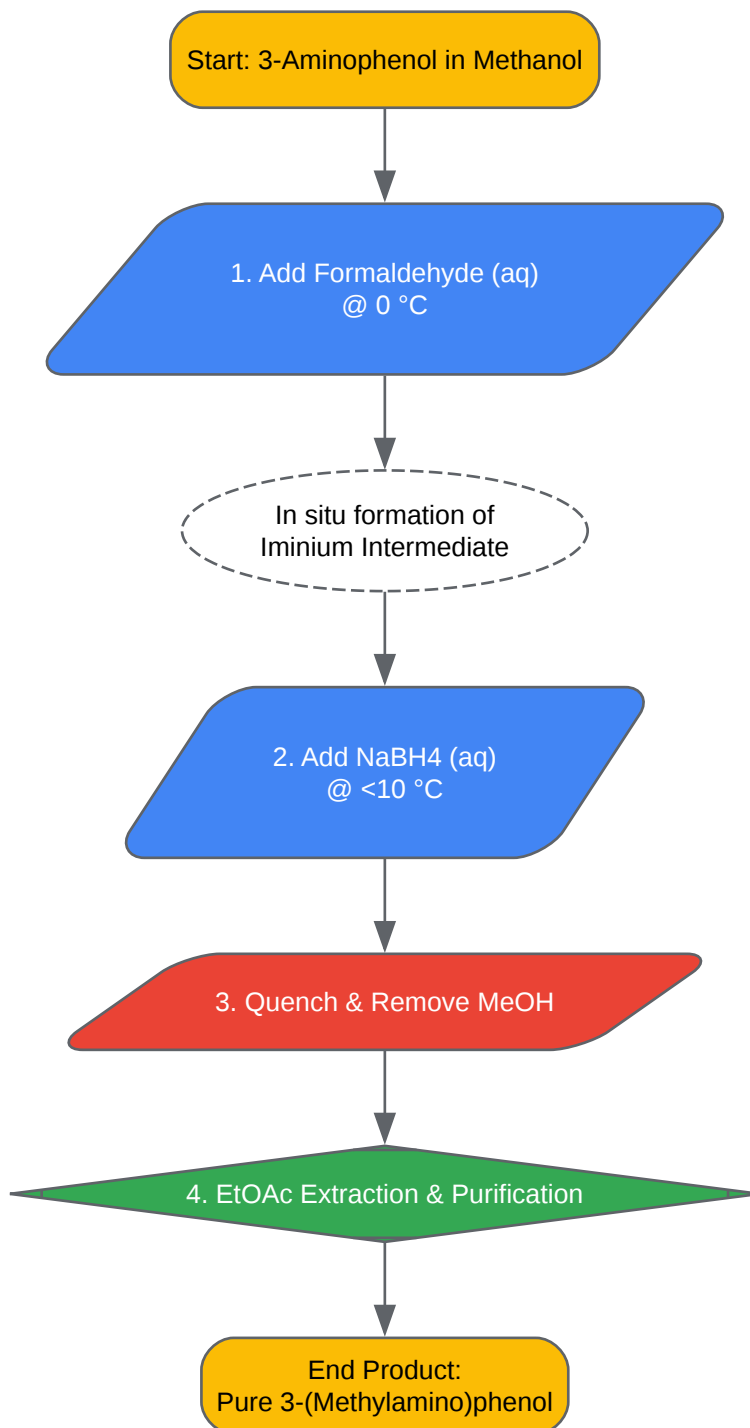 Start: 3-Aminophenol in Methanol
1. Add Formaldehyde (aq)
@ 0 °C
In situ formation of
Iminium Intermediate
2. Add NaBH4 (aq)
@ <10 °C
3. Quench & Remove MeOH
4. EtOAc Extraction & Purification
End Product:
Pure 3-(Methylamino)phenol